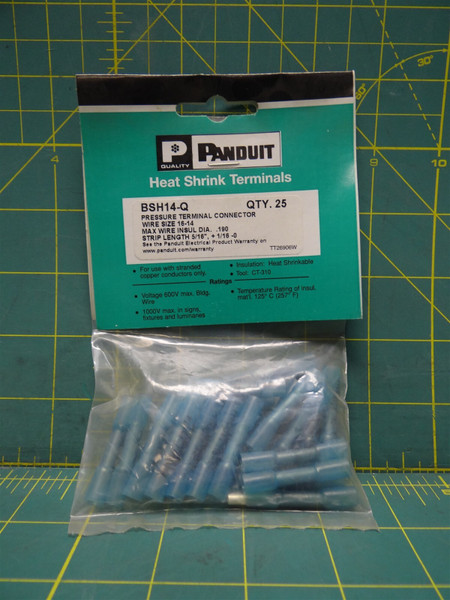 P PANDUIT
QUALITY
Heat Shrink Terminals
BSH14-Q QTY. 25
PRESSURE TERMINAL CONNECTOR
WIRE SIZE 16-14
MAX WIRE INSUL DIA. .190
STRIP LENGTH 5/16", + 1/16 -0
See the Panduit Electrical Product Warranty on
www.panduit.com/warranty TT28906W
• For use with stranded copper conductors only.
• Insulation: Heat Shrinkable
• Tool: CT-310
Ratings
• Voltage 600V max. Bldg. Wire
• 1000V max. in signs, fixtures and luminaries
• Temperature Rating of insul. mat'l. 125° C (257° F)
4
9
10
30°